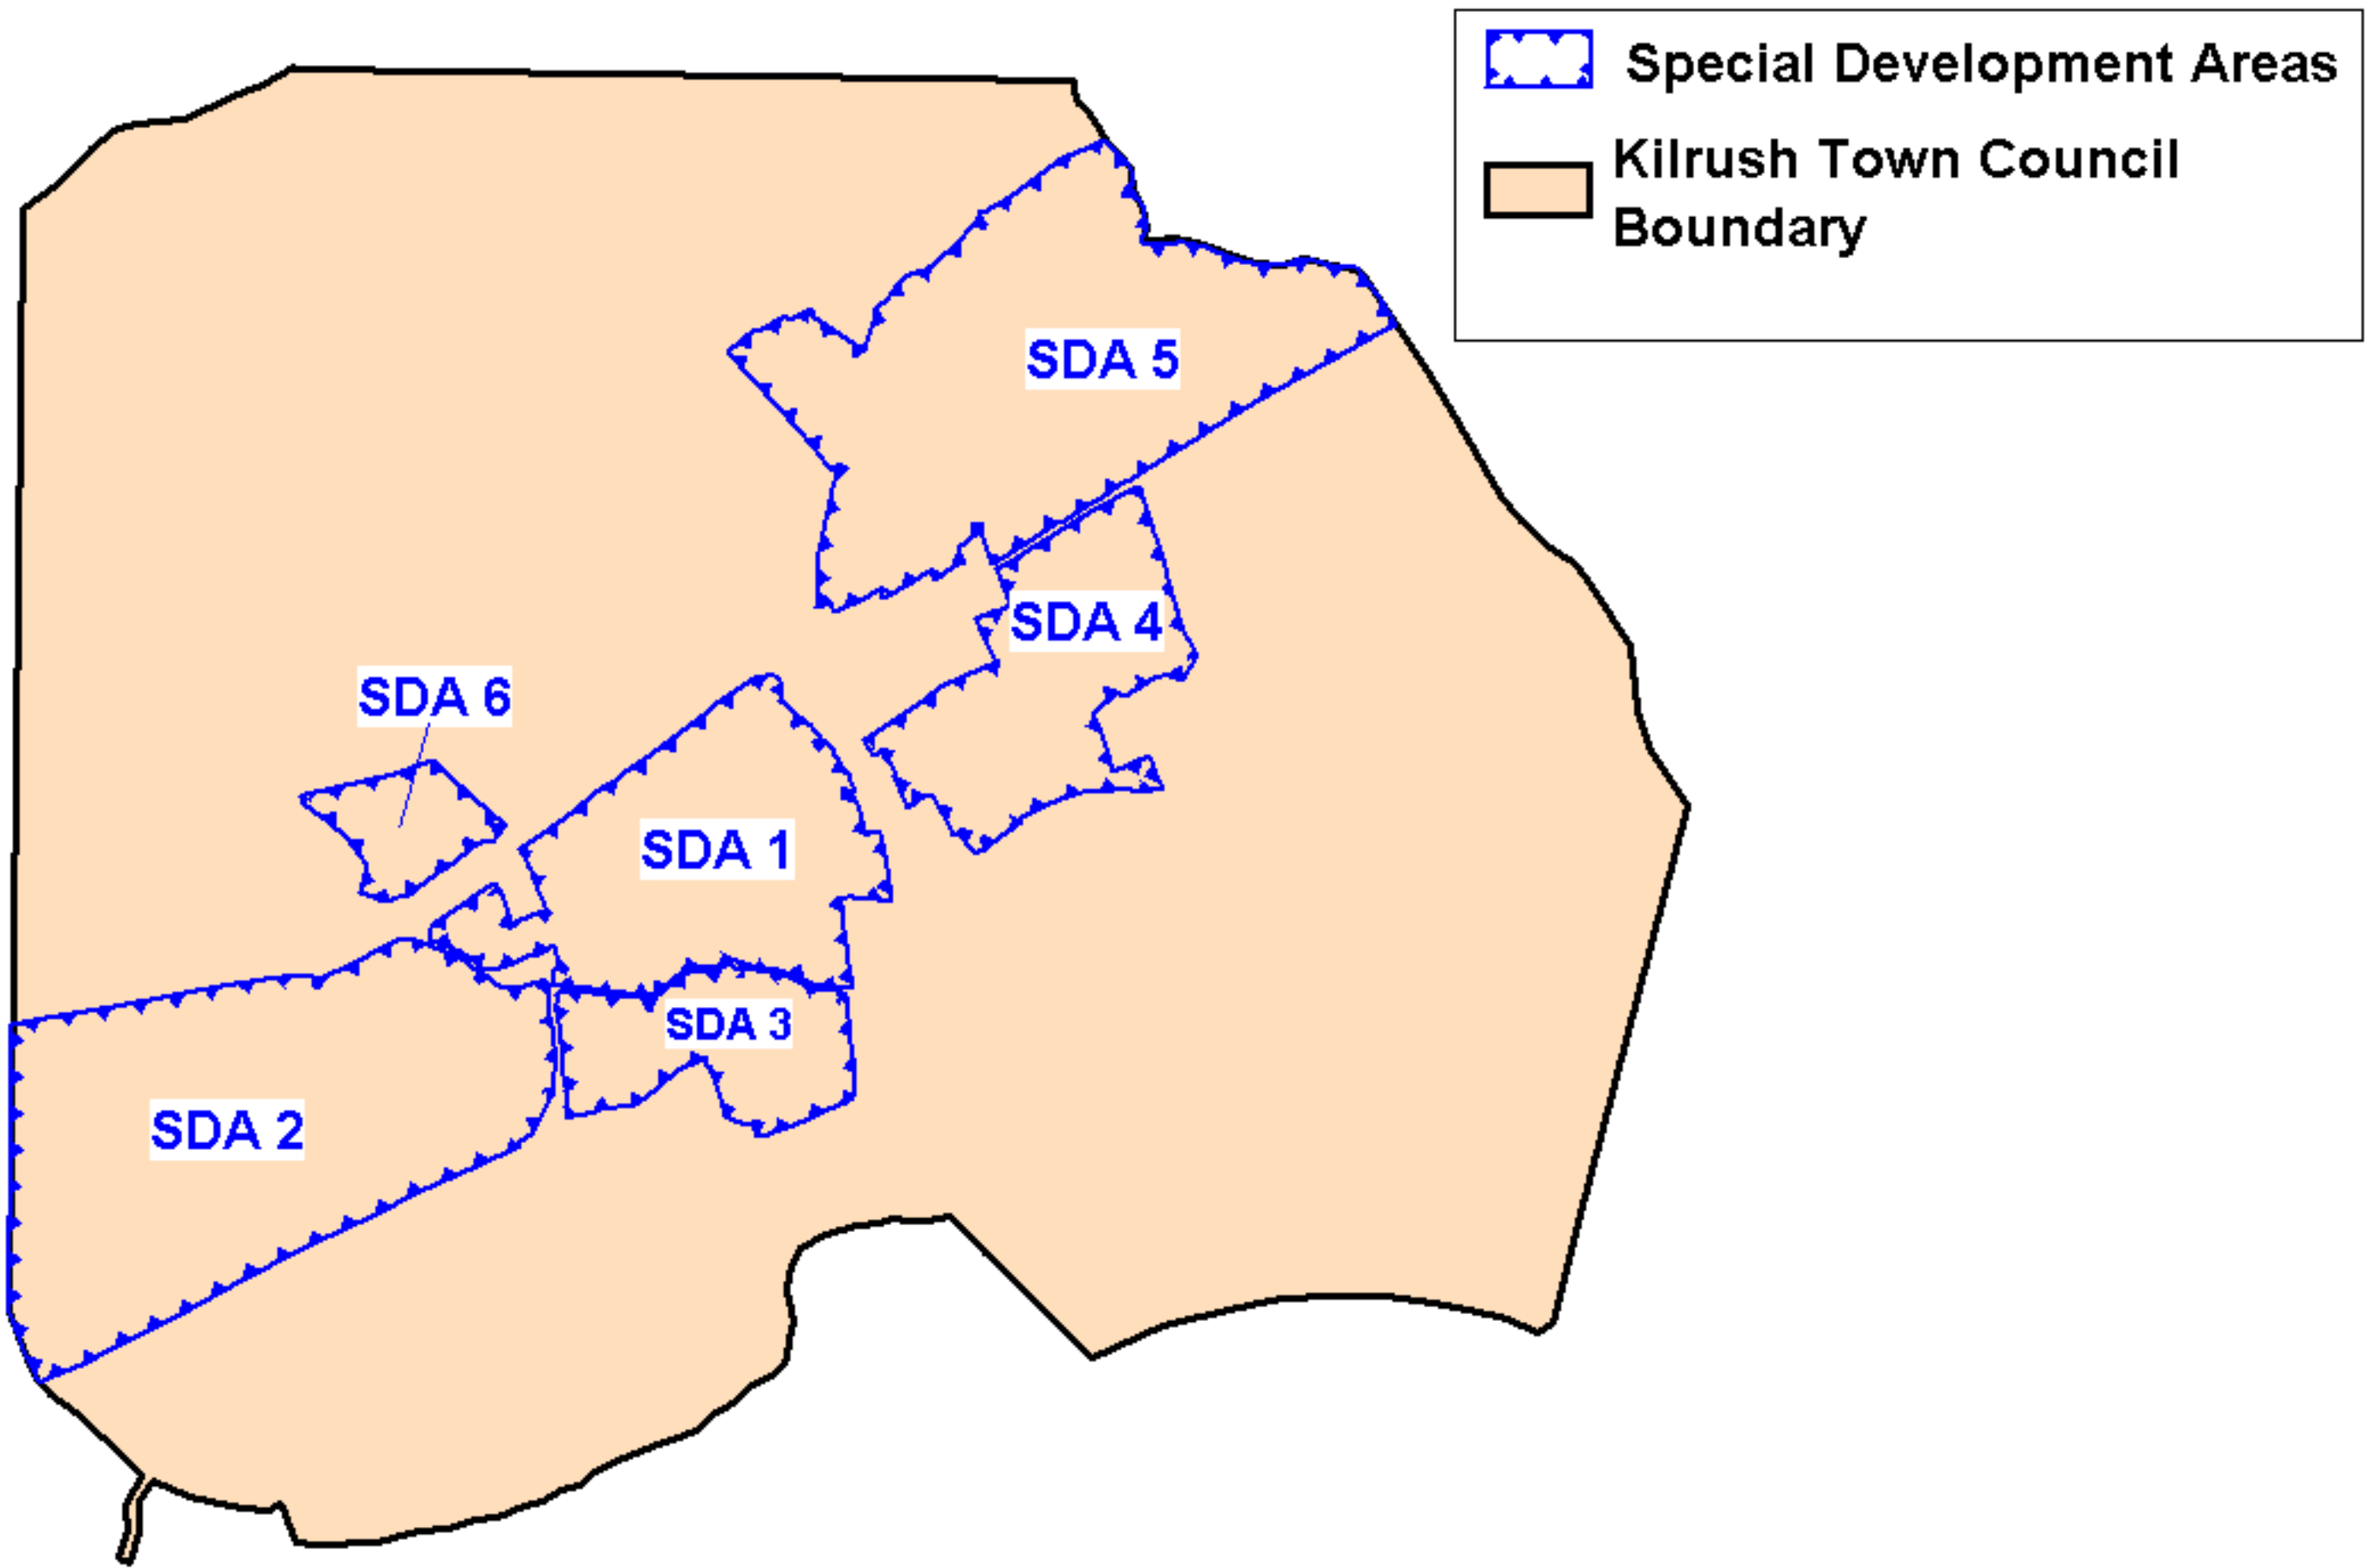 Special Development Areas
Kilrush Town Council
Boundary
SDA 5
SDA 4
SDA 6
SDA 1
SDA 3
SDA 2